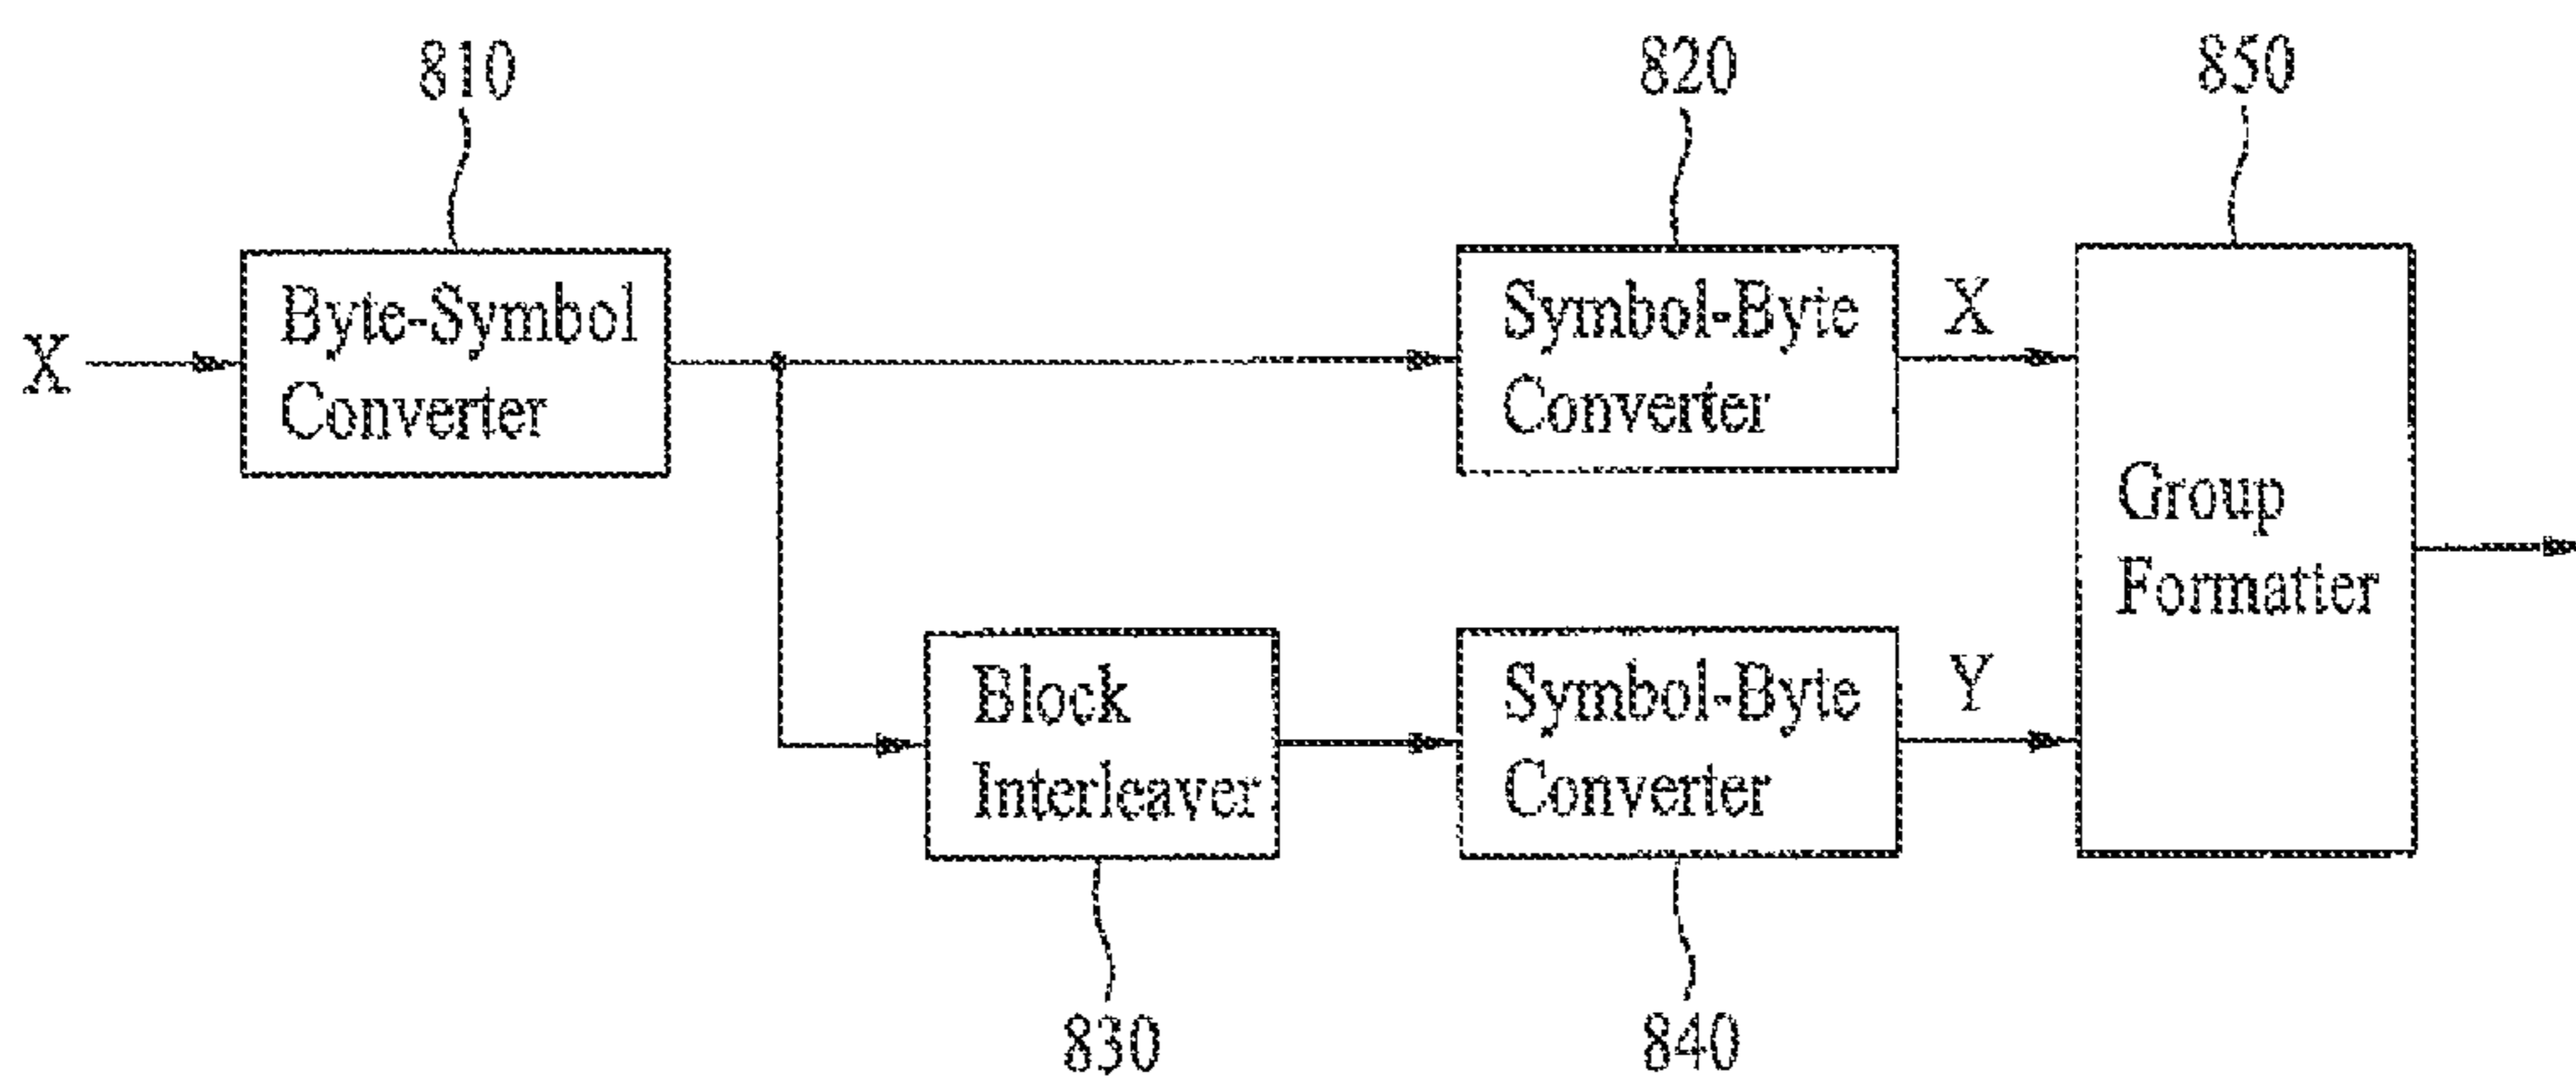 810
820
850
X
Byte-Symbol
Converter
Symbol-Byte
Converter
X
Group
Formatter
Block
Interleaver
Symbol-Byte
Converter
Y
830
840